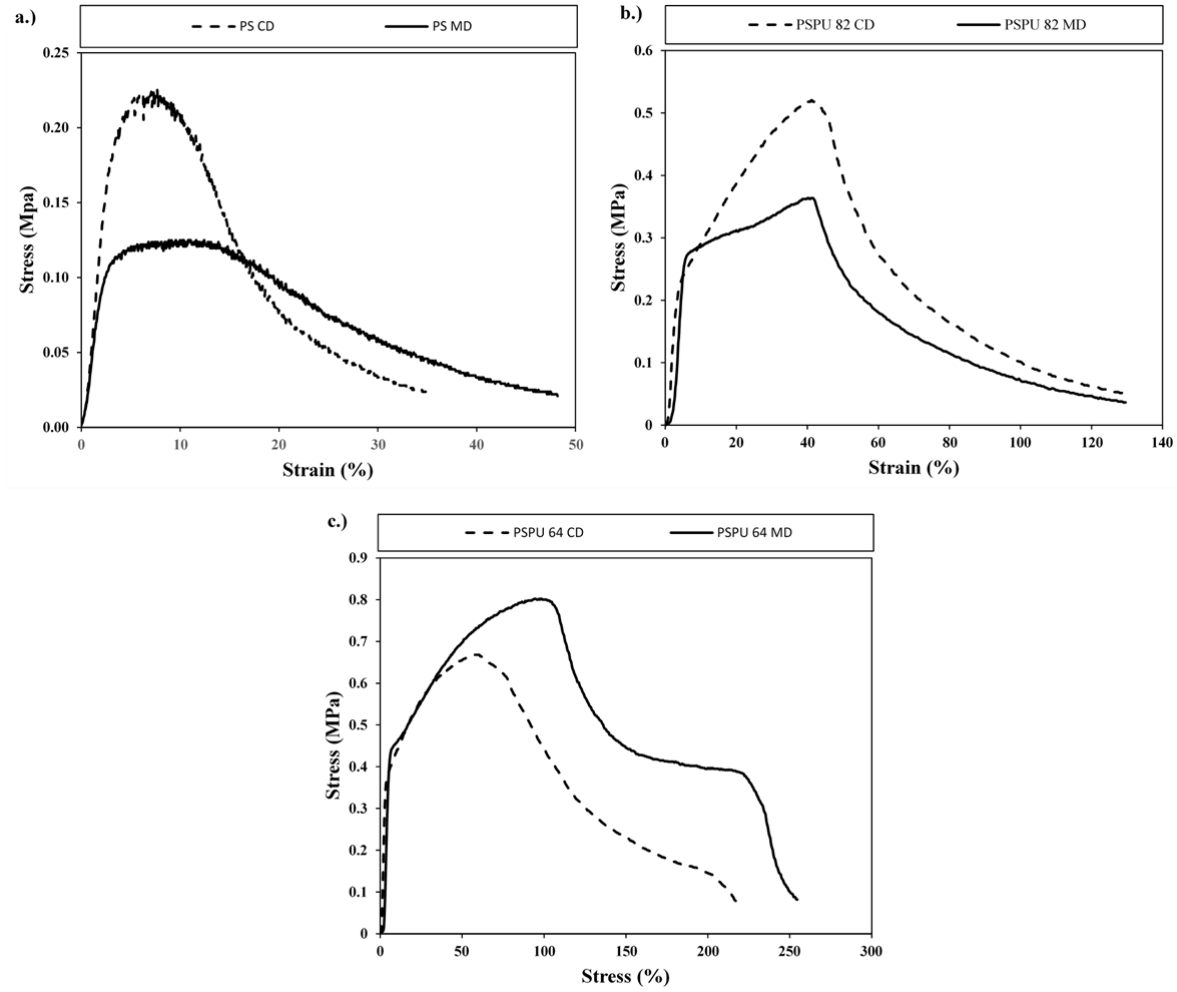 a.)
PS CD PS MD
Stress (Mpa)
0.25
0.20
0.15
0.10
0.05
0.00
0 10 20 30 40 50
Strain (%)
b.)
PSPU 82 CD PSPU 82 MD
Stress (MPa)
0.6
0.5
0.4
0.3
0.2
0.1
0
0 20 40 60 80 100 120 140
Strain (%)
c.)
PSPU 64 CD PSPU 64 MD
Stress (MPa)
0.9
0.8
0.7
0.6
0.5
0.4
0.3
0.2
0.1
0
0 50 100 150 200 250 300
Stress (%)